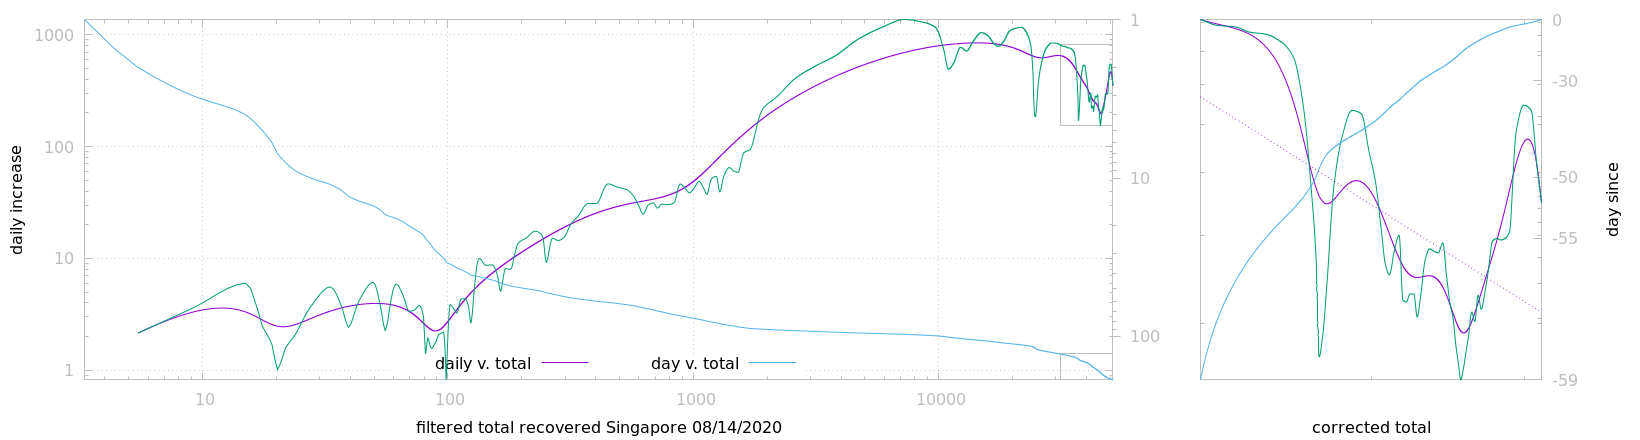 daily increase
1000
100
10
1
10
100
1000
10000
1
10
100
daily v. total
day v. total
filtered total recovered Singapore 08/14/2020
0
-30
-50
-55
-59
day since
corrected total